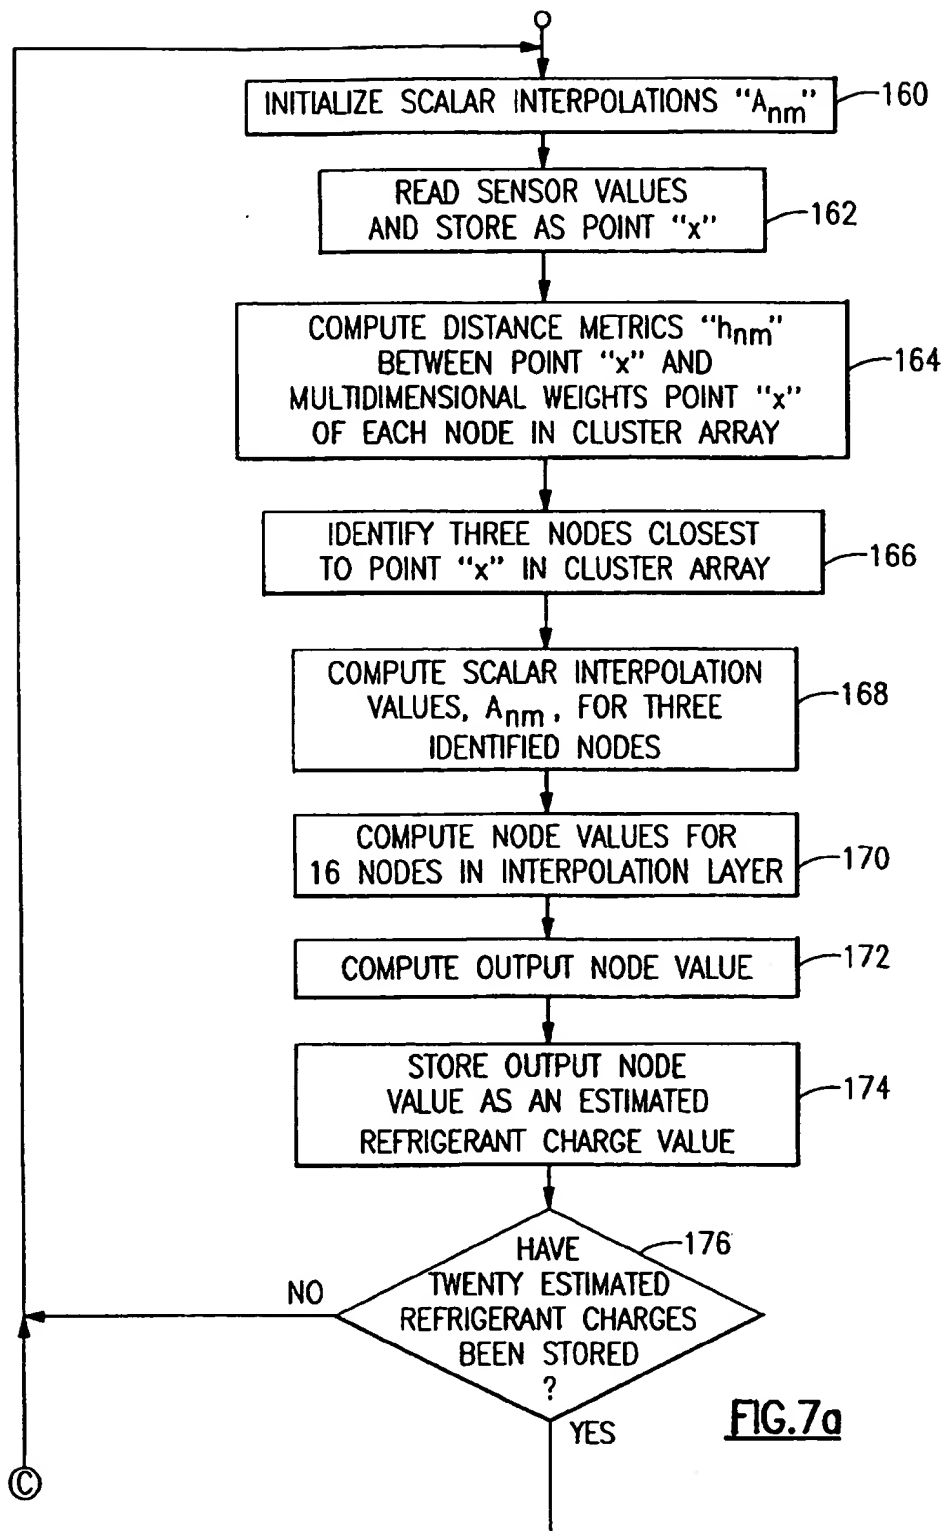 INITIALIZE SCALAR INTERPOLATIONS "Anm"
160
READ SENSOR VALUES
AND STORE AS POINT "x"
162
COMPUTE DISTANCE METRICS "hnm"
BETWEEN POINT "x" AND
MULTIDIMENSIONAL WEIGHTS POINT "x"
OF EACH NODE IN CLUSTER ARRAY
164
IDENTIFY THREE NODES CLOSEST
TO POINT "x" IN CLUSTER ARRAY
166
COMPUTE SCALAR INTERPOLATION
VALUES, Anm, FOR THREE
IDENTIFIED NODES
168
COMPUTE NODE VALUES FOR
16 NODES IN INTERPOLATION LAYER
170
COMPUTE OUTPUT NODE VALUE
172
STORE OUTPUT NODE
VALUE AS AN ESTIMATED
REFRIGERANT CHARGE VALUE
174
HAVE
TWENTY ESTIMATED
REFRIGERANT CHARGES
BEEN STORED
?
176
NO
YES
FIG.7a
C